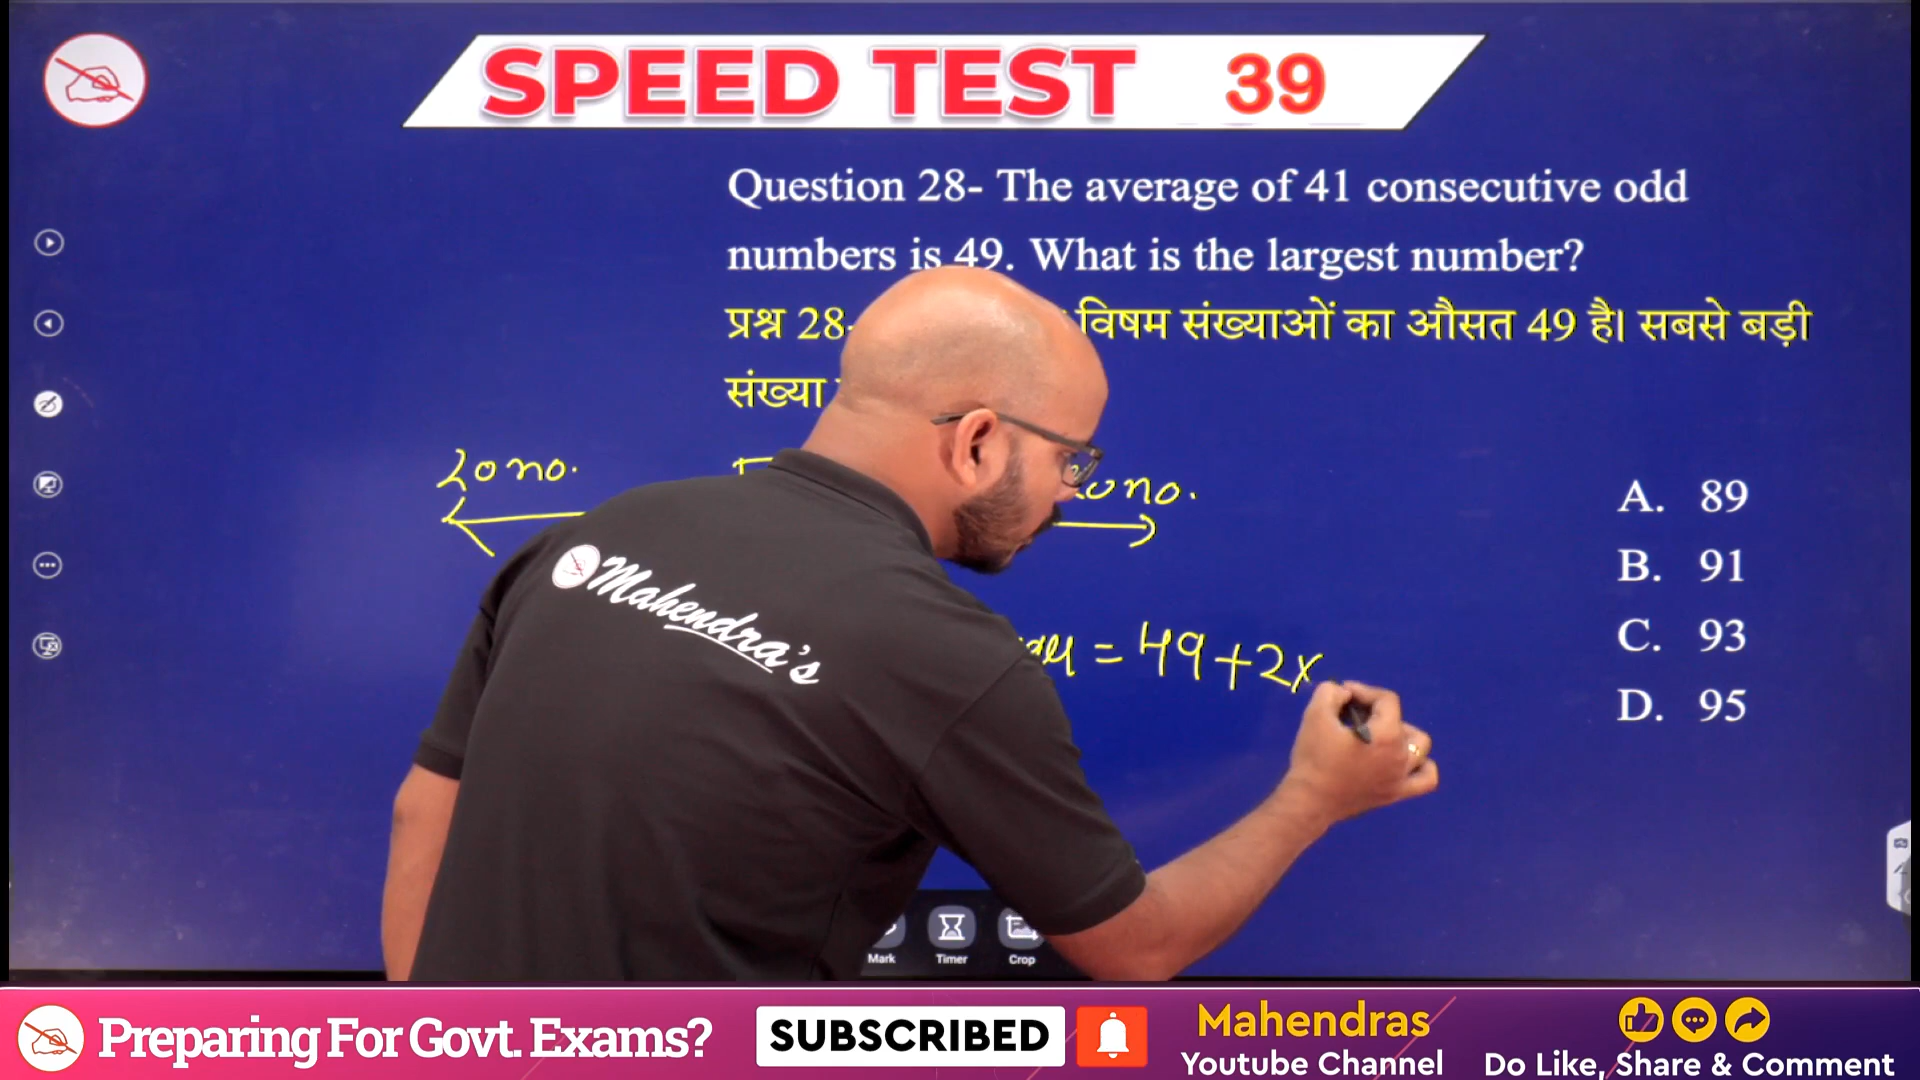 SPEED TEST 39
Question 28- The average of 41 consecutive odd
numbers is 49. What is the largest number?
प्रश्न 28- विषम संख्याओं का औसत 49 है। सबसे बड़ी
संख्या
20 no.
no.
A. 89
B. 91
C. 93
D. 95
= 49+2x
Mahendra's
Mark
Timer
Crop
Preparing For Govt. Exams?
SUBSCRIBED
Mahendras
Youtube Channel
Do Like, Share & Comment